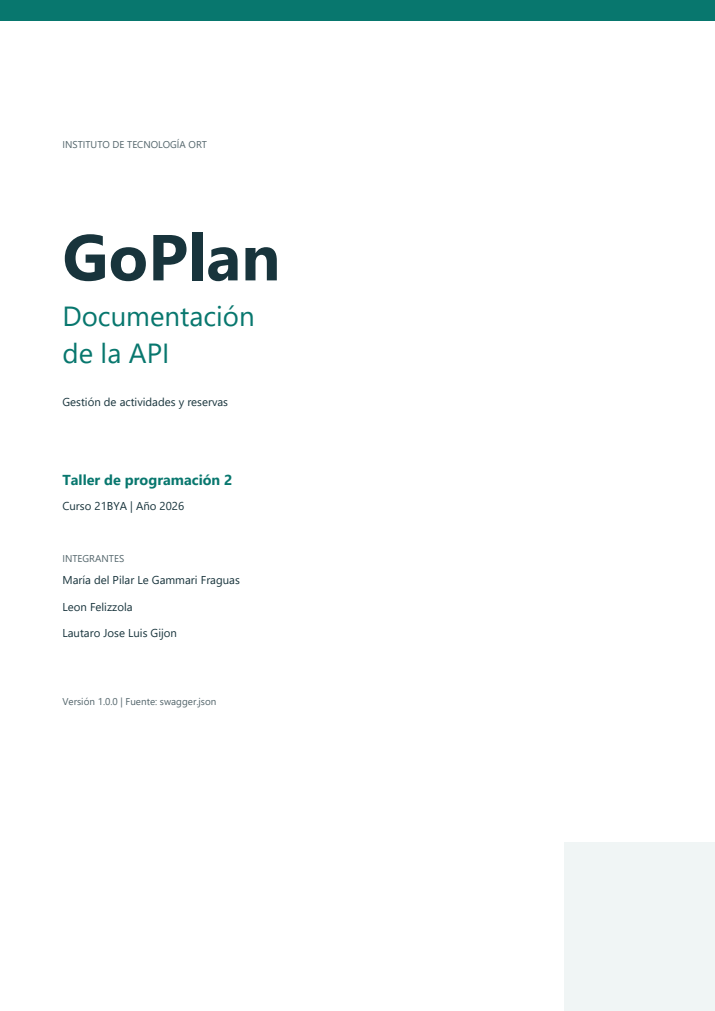 INSTITUTO DE TECNOLOGÍA ORT
GoPlan
Documentación
de la API
Gestión de actividades y reservas
Taller de programación 2
Curso 21BYA | Año 2026
INTEGRANTES
María del Pilar Le Gammari Fraguas
Leon Felizzola
Lautaro Jose Luis Gijon
Versión 1.0.0 | Fuente: swagger.json